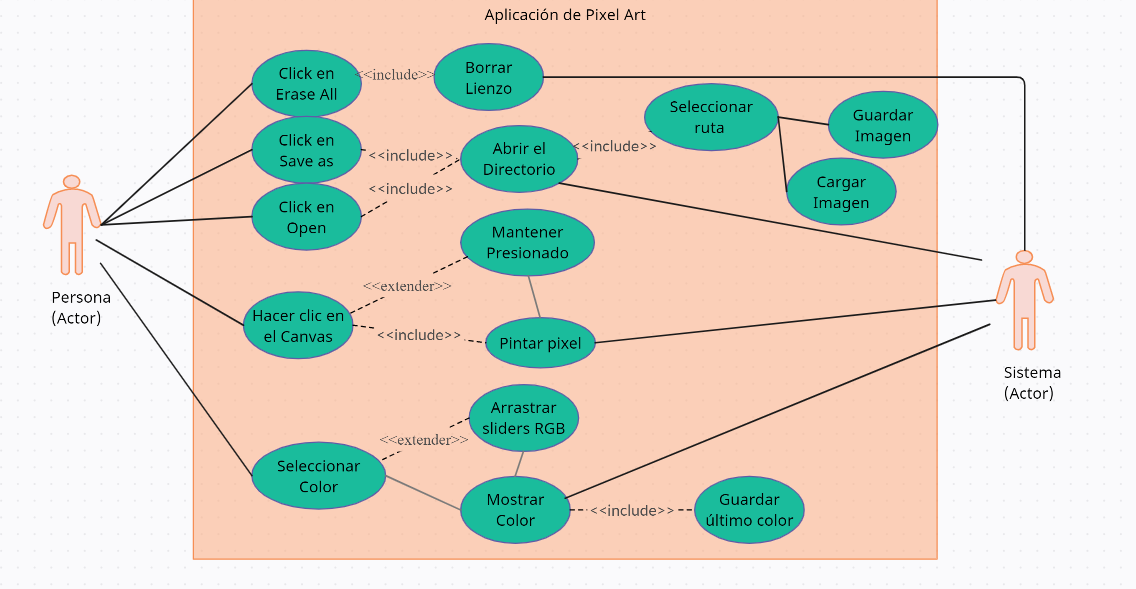 Aplicación de Pixel Art
Click en
Erase All
<<include>>
Borrar
Lienzo
Seleccionar
ruta
Guardar
Imagen
Click en
Save as
<<include>>
Abrir el
Directorio
<<include>>
Cargar
Imagen
Click en
Open
<<include>>
Mantener
Presionado
<<extender>>
Persona
(Actor)
Hacer clic en
el Canvas
<<include>>
Pintar pixel
Sistema
(Actor)
Arrastrar
sliders RGB
<<extender>>
Seleccionar
Color
Mostrar
Color
<<include>>
Guardar
último color